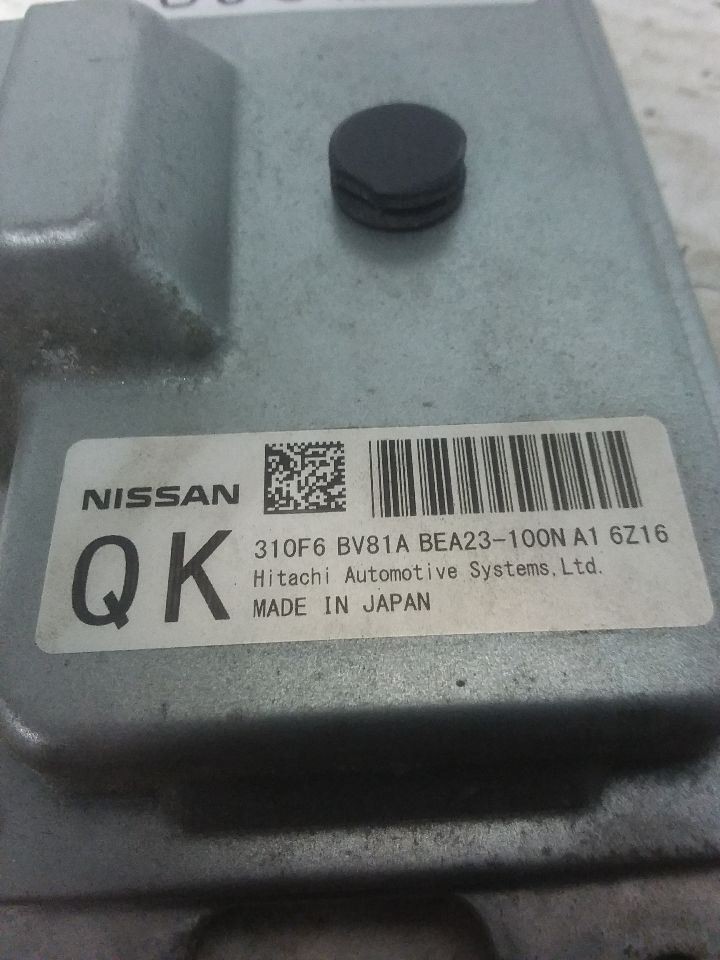 NISSAN
QK
310F6 BV81A BEA23-100N A1 6Z16
Hitachi Automotive Systems,Ltd.
MADE IN JAPAN